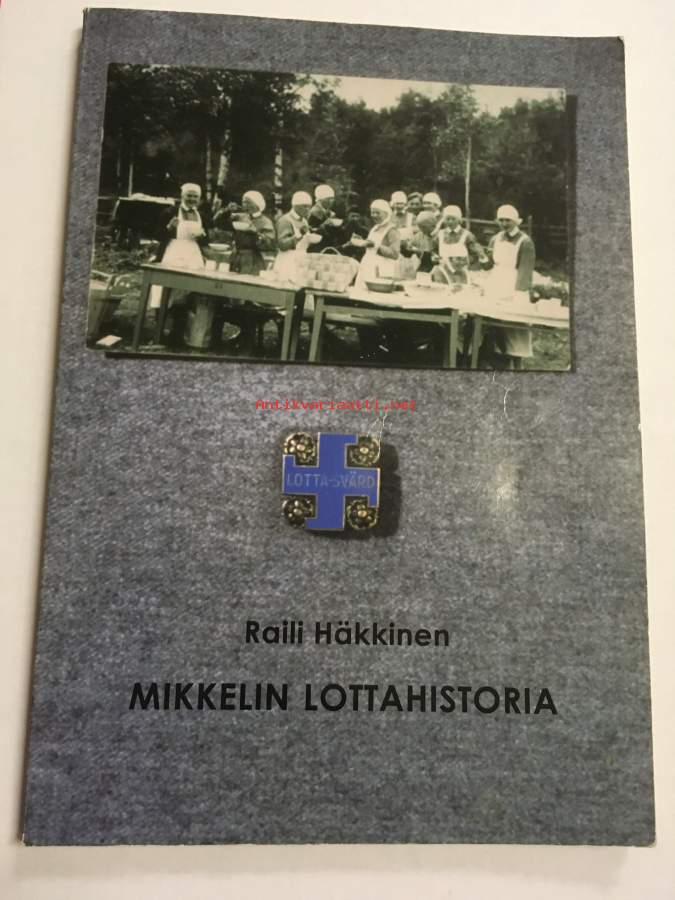 Antikvariaatti.net
LOTTA-SVÄRD
Raili Häkkinen
MIKKELIN LOTTAHISTORIA